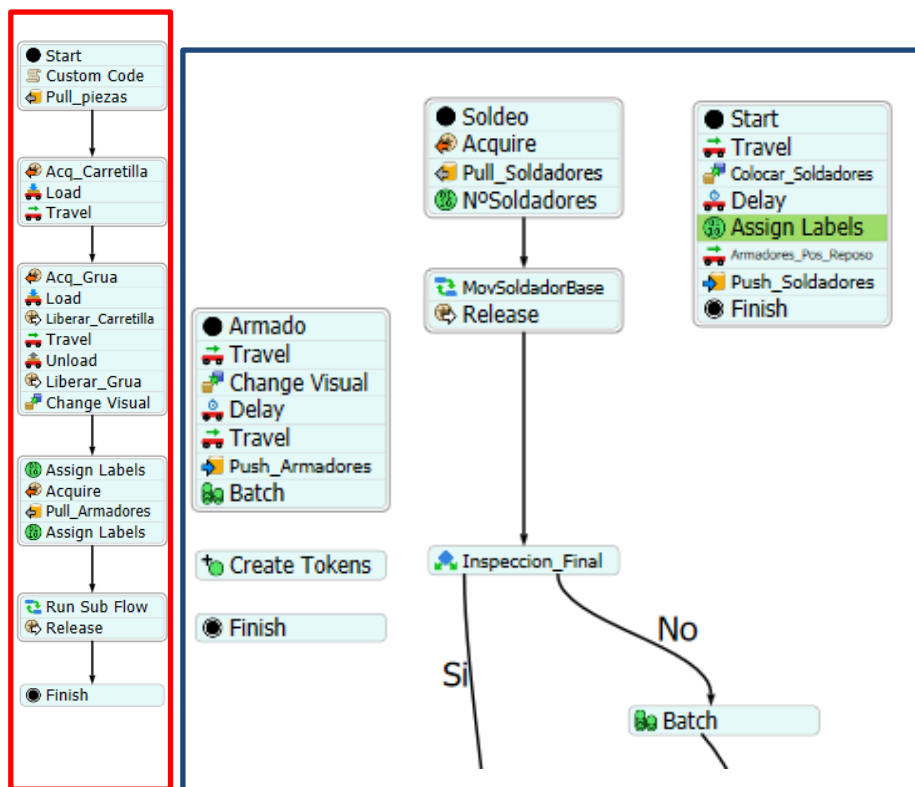 Start
Custom Code
Pull_piezas
Acq_Carretilla
Load
Travel
Acq_Grua
Load
Liberar_Carretilla
Travel
Unload
Liberar_Grua
Change Visual
Assign Labels
Acquire
Pull_Armadores
Assign Labels
Run Sub Flow
Release
Finish
Armado
Travel
Change Visual
Delay
Travel
Push_Armadores
Batch
Create Tokens
Finish
Soldeo
Acquire
Pull_Soldadores
NºSoldadores
MovSoldadorBase
Release
Inspeccion_Final
Si
No
Batch
Start
Travel
Colocar_Soldadores
Delay
Assign Labels
Armadores_Pos_Reposo
Push_Soldadores
Finish